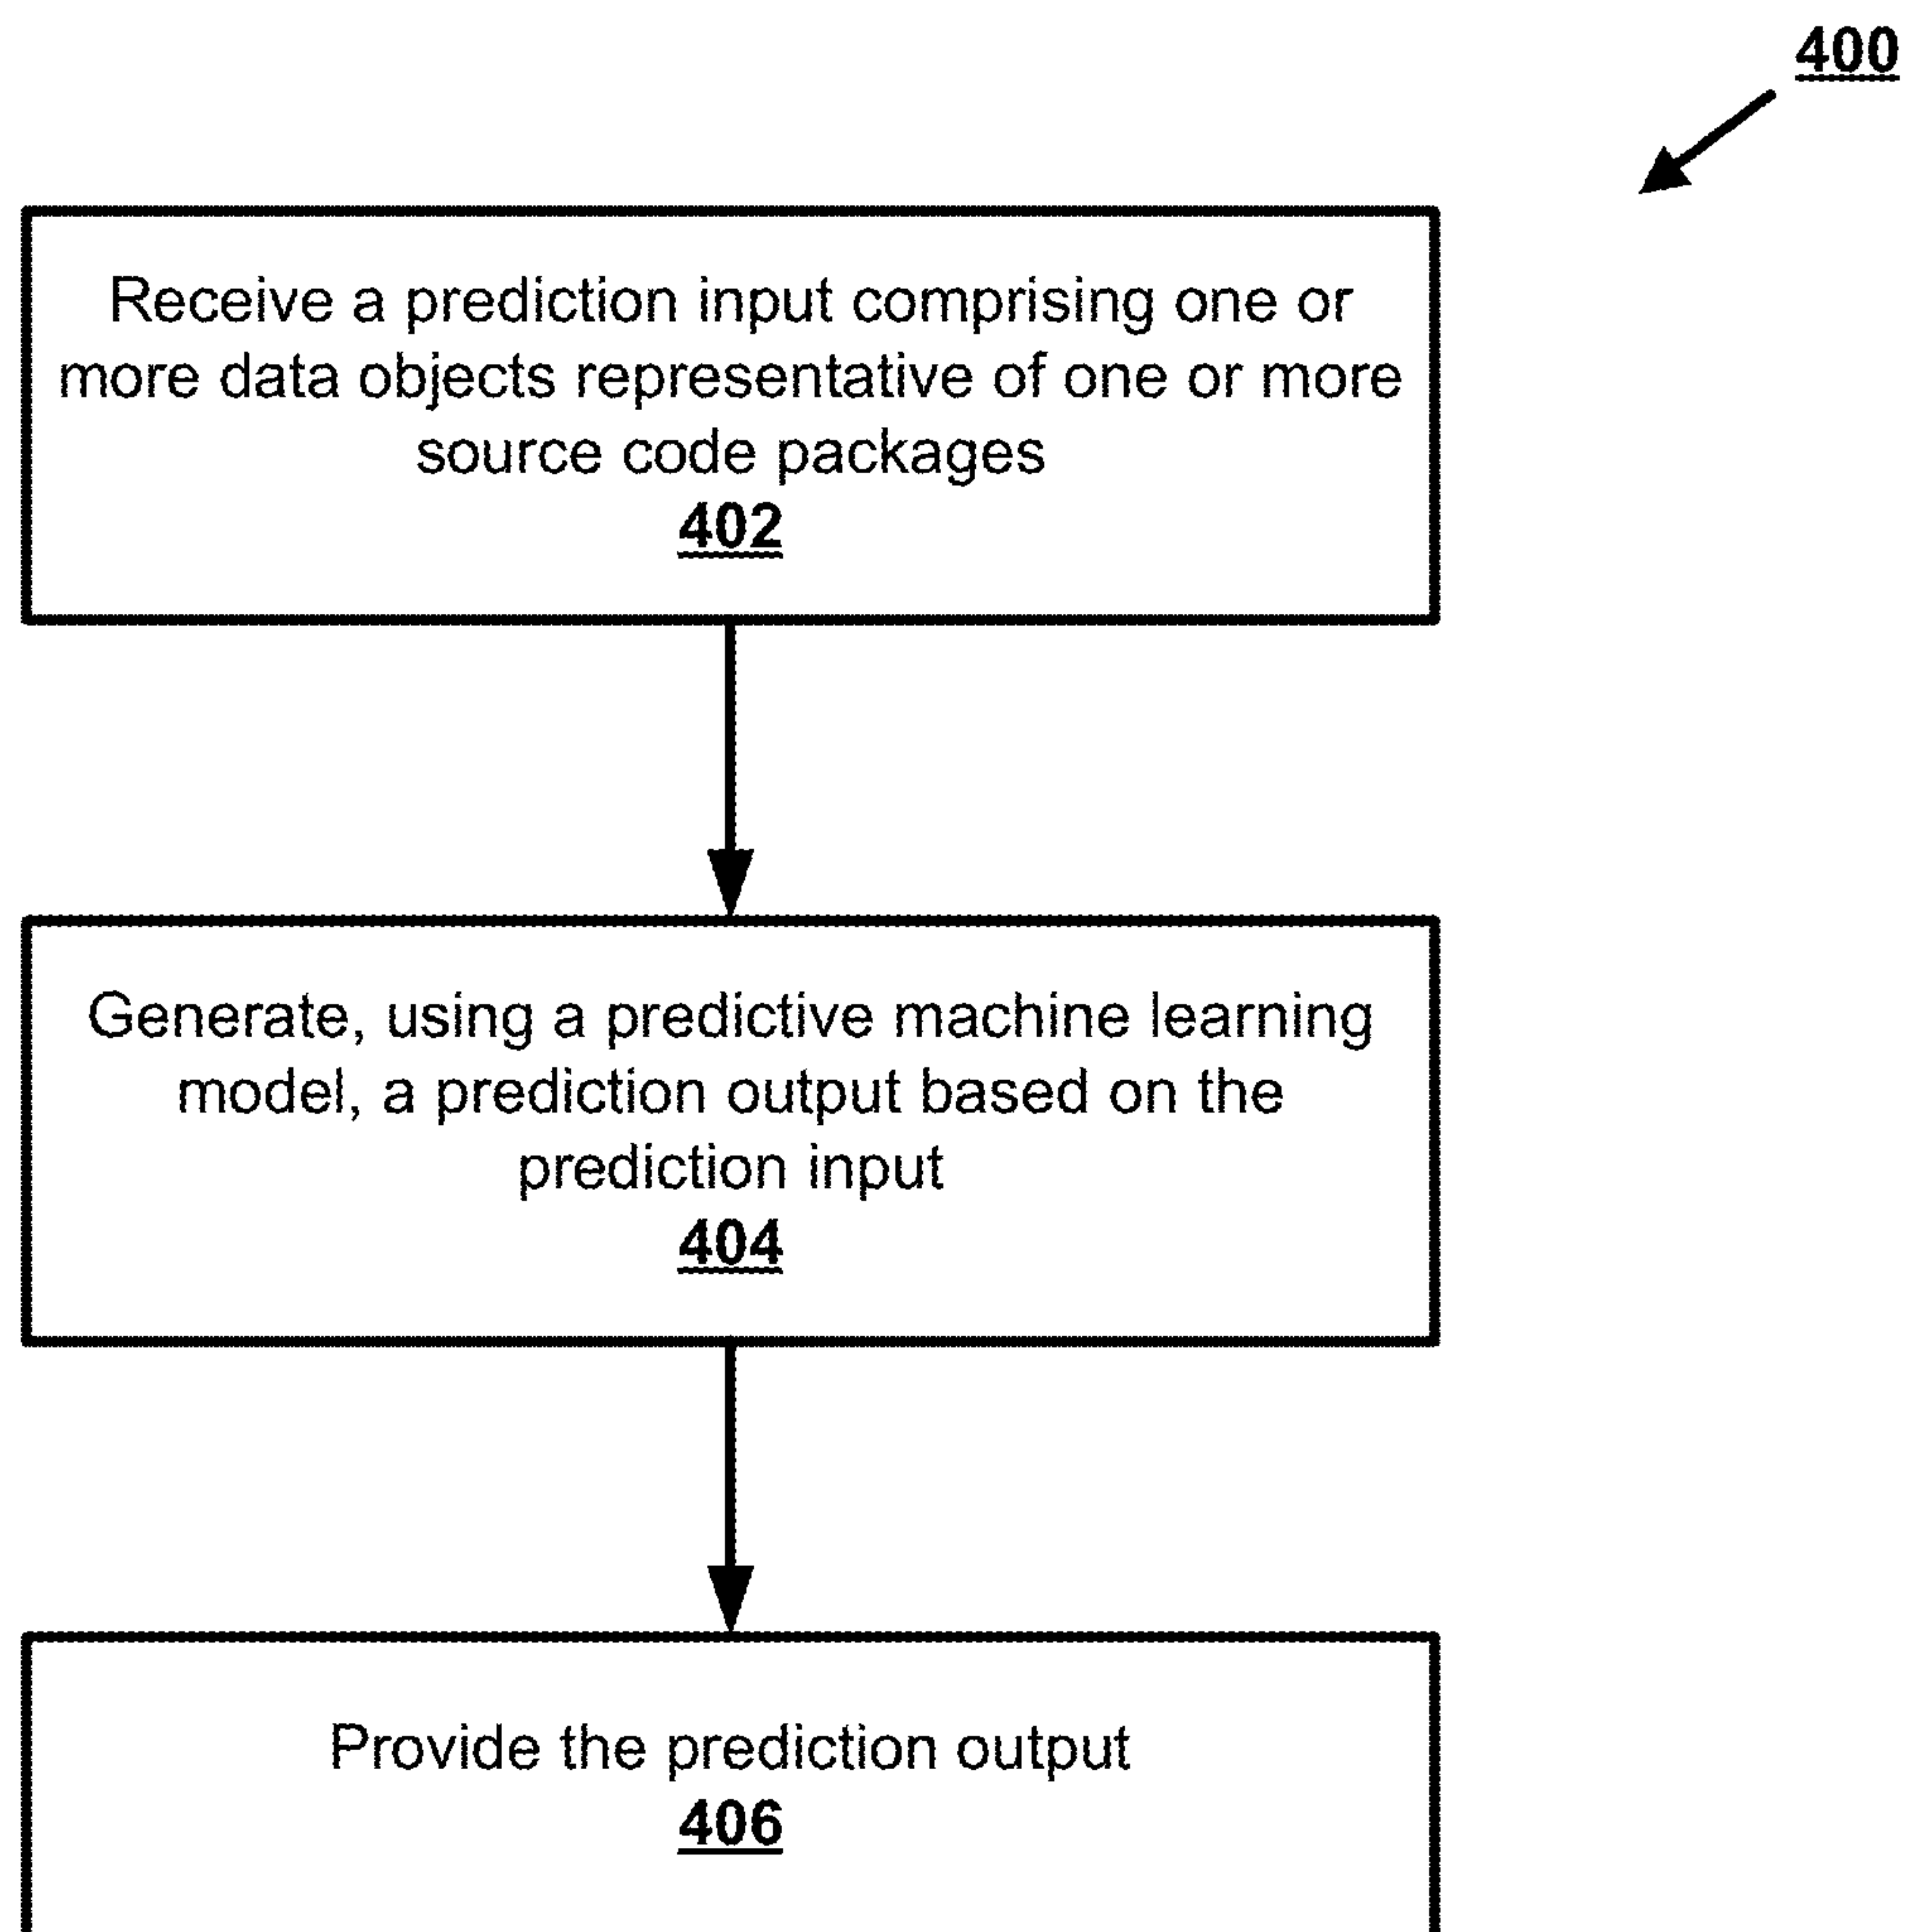 400
Receive a prediction input comprising one or
more data objects representative of one or more
source code packages
402
Generate, using a predictive machine learning
model, a prediction output based on the
prediction input
404
Provide the prediction output
406